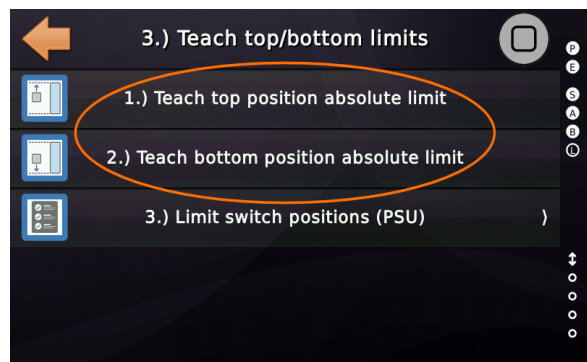 3.) Teach top/bottom limits
1.) Teach top position absolute limit
2.) Teach bottom position absolute limit
3.) Limit switch positions (PSU)
P
E
S
A
B
L